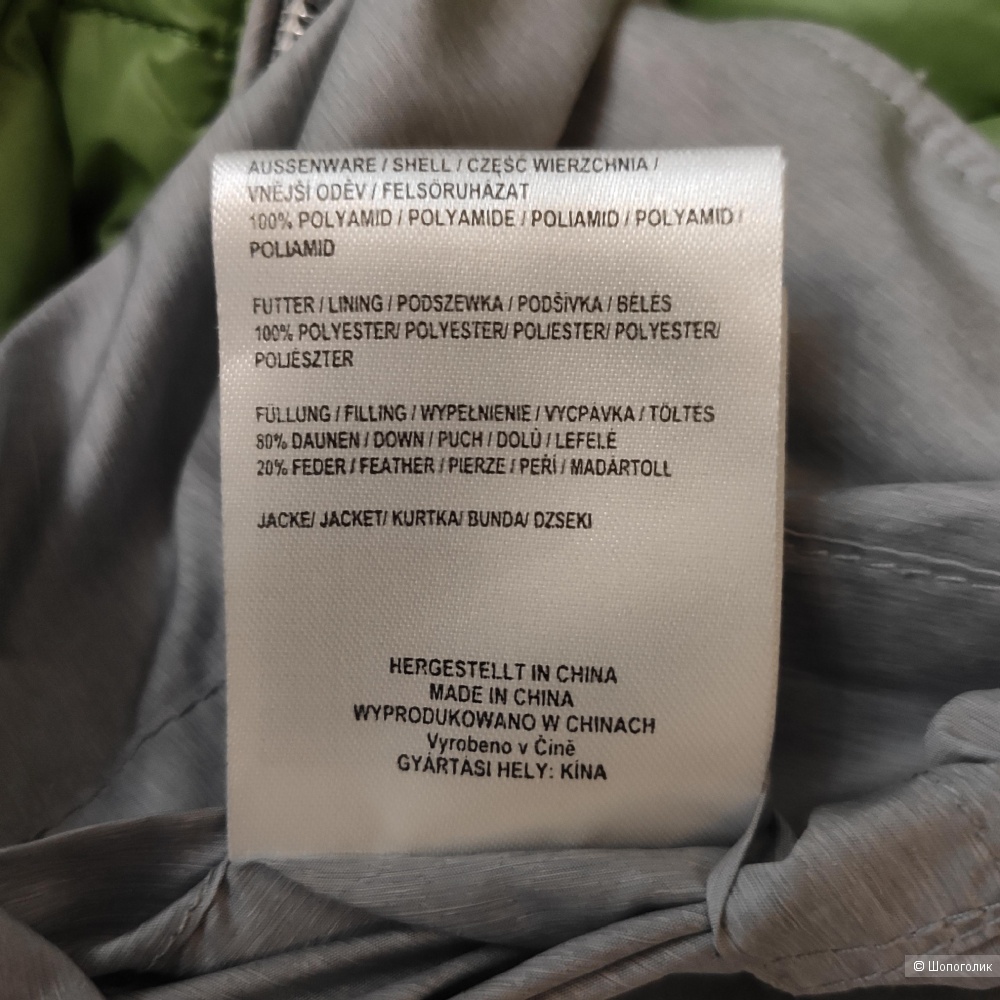 AUSSENWARE / SHELL / CZĘŚĆ WIERZCHNIA /
VNĚJŠÍ ODĚV / FELSŐRUHÁZAT
100% POLYAMID / POLYAMIDE / POLIAMID / POLYAMID /
POLIAMID
FUTTER / LINING / PODSZEWKA / PODŠÍVKA / BÉLÉS
100% POLYESTER/ POLYESTER/ POLIESTER/ POLYESTER/
POLIÉSZTER
FÜLLUNG / FILLING / WYPEŁNIENIE / VYCPÁVKA / TÖLTÉS
80% DAUNEN / DOWN / PUCH / DOLŮ / LEFELÉ
20% FEDER / FEATHER / PIERZE / PEŘÍ / MADÁRTOLL
JACKE/ JACKET/ KURTKA/ BUNDA/ DZSEKI
HERGESTELLT IN CHINA
MADE IN CHINA
WYPRODUKOWANO W CHINACH
Vyrobeno v Čině
GYÁRTÁSI HELY: KÍNA
© Шопоголик